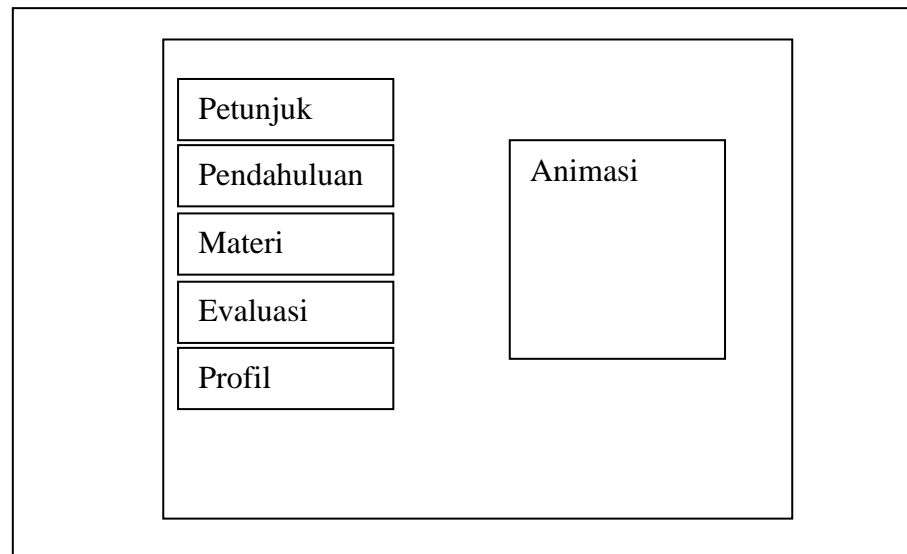 Petunjuk
Pendahuluan
Materi
Evaluasi
Profil
Animasi